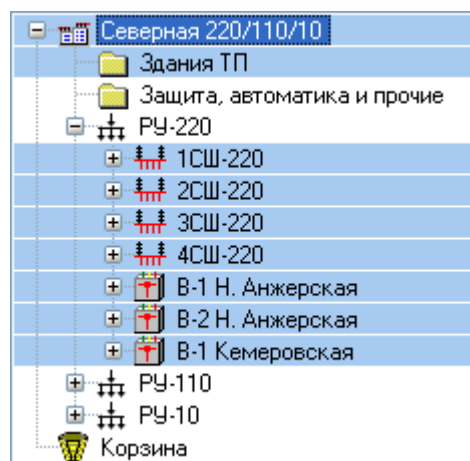 Северная 220/110/10
Здания ТП
Защита, автоматика и прочие
РУ-220
1СШ-220
2СШ-220
3СШ-220
4СШ-220
В-1 Н. Анжерская
В-2 Н. Анжерская
В-1 Кемеровская
РУ-110
РУ-10
Корзина